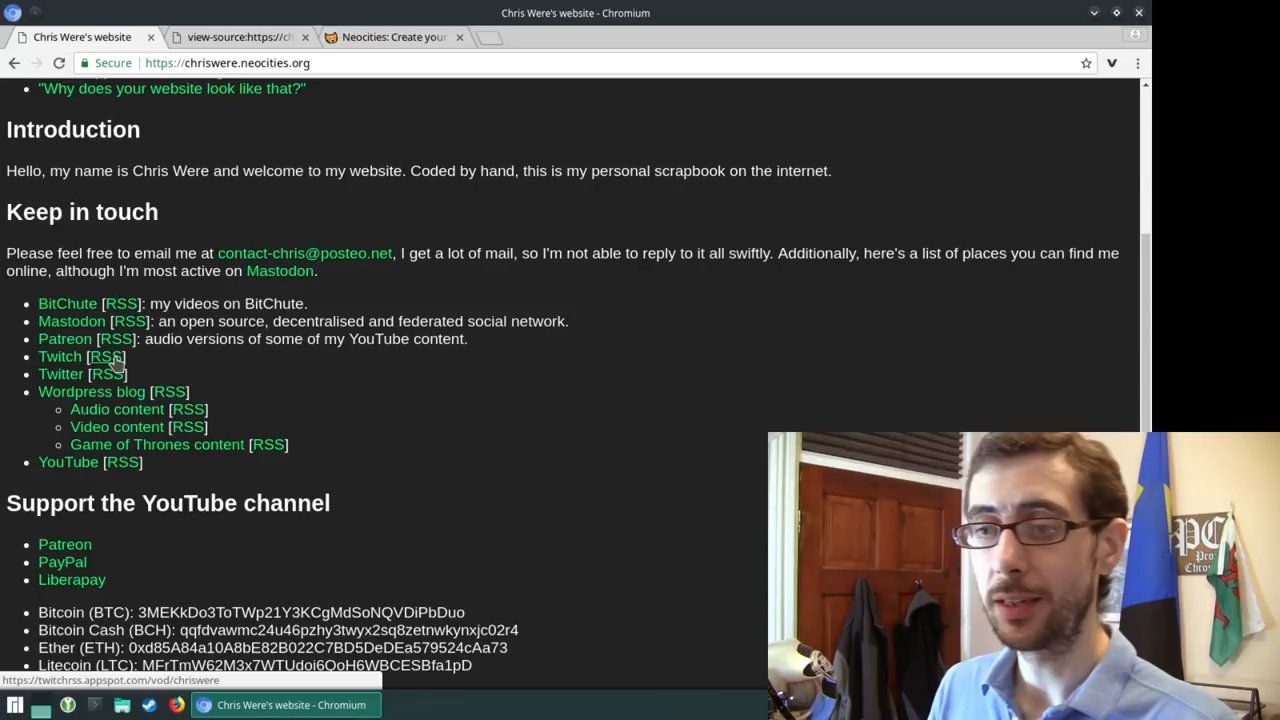 Chris Were's website - Chromium
Chris Were's website
view-source:https://ch
Neocities: Create your
Secure
https://chriswere.neocities.org
"Why does your website look like that?"
Introduction
Hello, my name is Chris Were and welcome to my website. Coded by hand, this is my personal scrapbook on the internet.
Keep in touch
Please feel free to email me at contact-chris@posteo.net, I get a lot of mail, so I'm not able to reply to it all swiftly. Additionally, here's a list of places you can find me
online, although I'm most active on Mastodon.
BitChute [RSS]: my videos on BitChute.
Mastodon [RSS]: an open source, decentralised and federated social network.
Patreon [RSS]: audio versions of some of my YouTube content.
Twitch [RSS]
Twitter [RSS]
Wordpress blog [RSS]
Audio content [RSS]
Video content [RSS]
Game of Thrones content [RSS]
YouTube [RSS]
Support the YouTube channel
Patreon
PayPal
Liberapay
Bitcoin (BTC): 3MEKkDo3ToTWp21Y3KCgMdSoNQVDiPbDuo
Bitcoin Cash (BCH): qqfdvawmc24u46pzhy3twyx2sq8zetnwkynxjc02r4
Ether (ETH): 0xd85A84a10A8bE82B022C7BD5DeDEa579524cAa73
Litecoin (LTC): MFrTmW62M3x7WTUdoi6QoH6WBCESBfa1pD
https://twitchrss.appspot.com/vod/chriswere
Chris Were's website - Chromium
PC